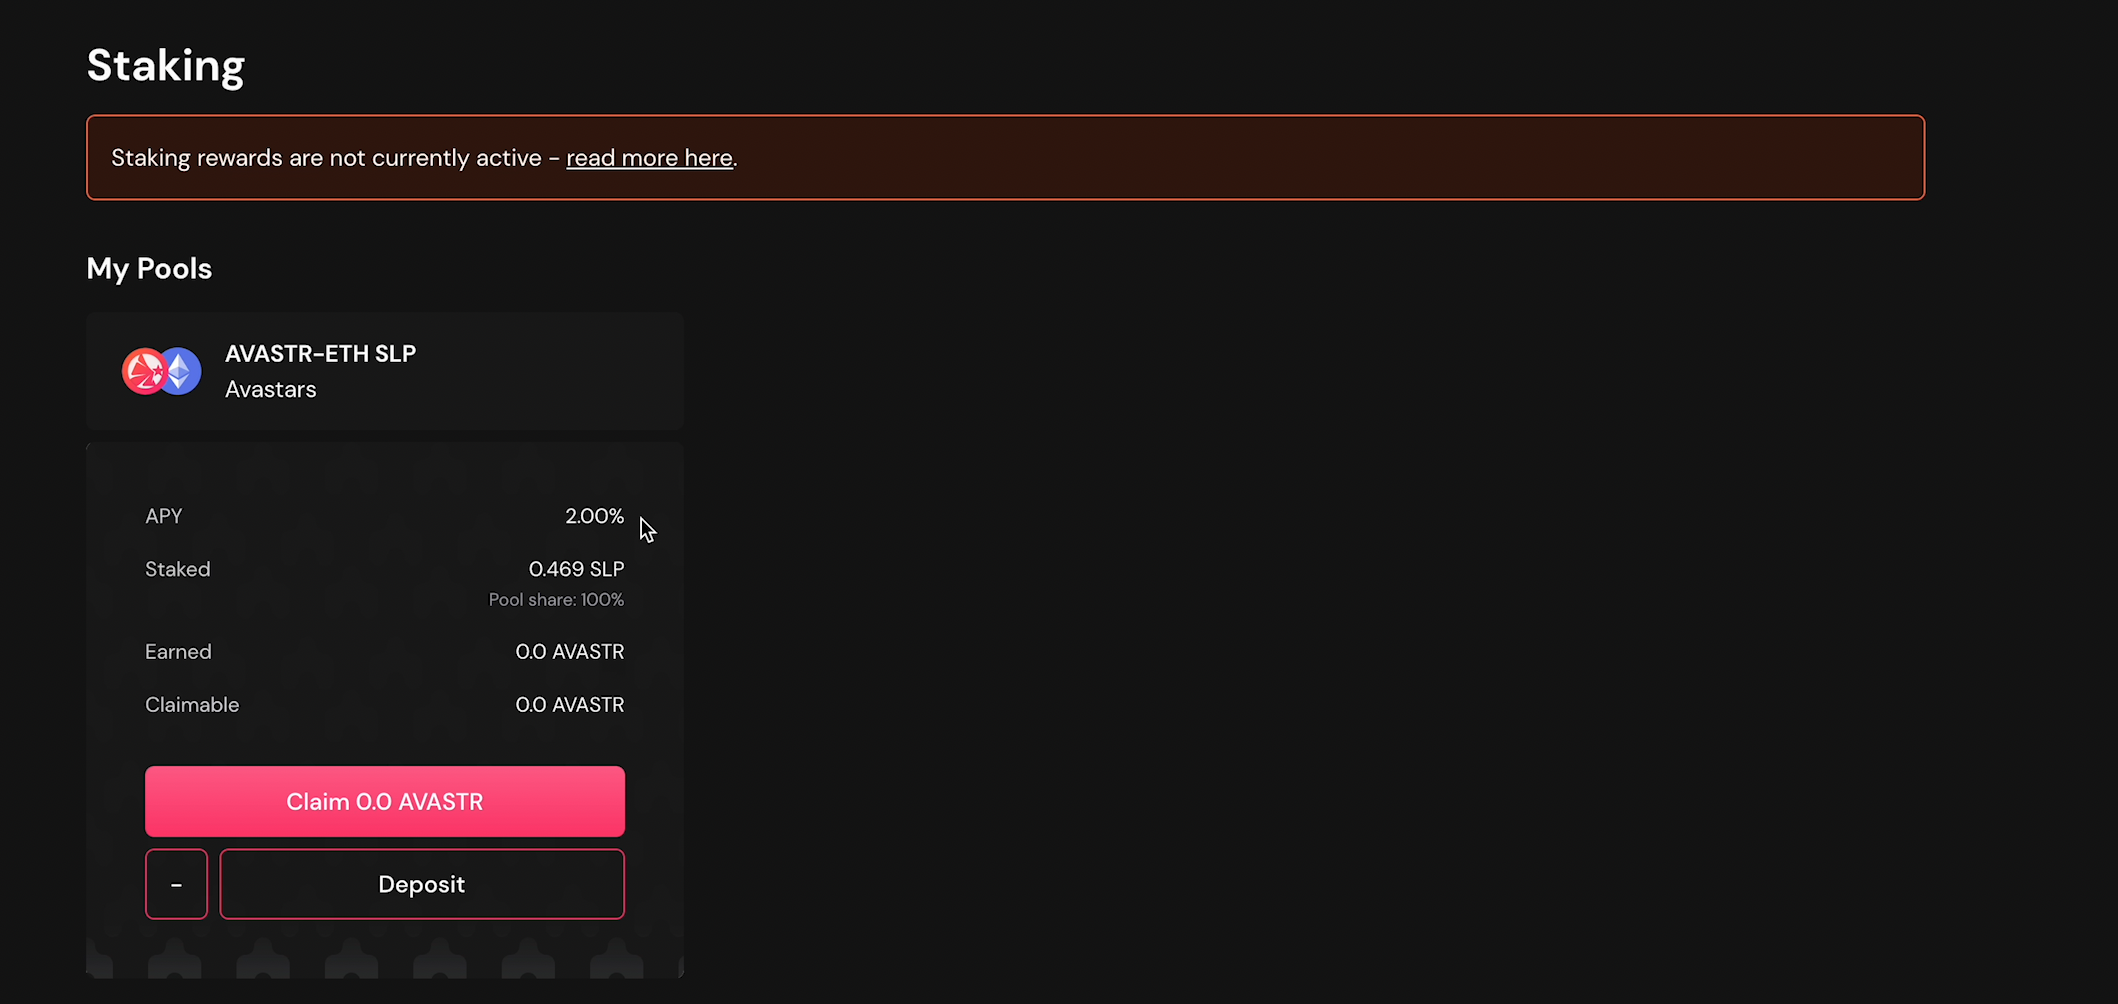 Staking
Staking rewards are not currently active – read more here.
My Pools
AVASTR-ETH SLP
Avastars
APY 2.00%
Staked 0.469 SLP
Pool share: 100%
Earned 0.0 AVASTR
Claimable 0.0 AVASTR
Claim 0.0 AVASTR
- Deposit